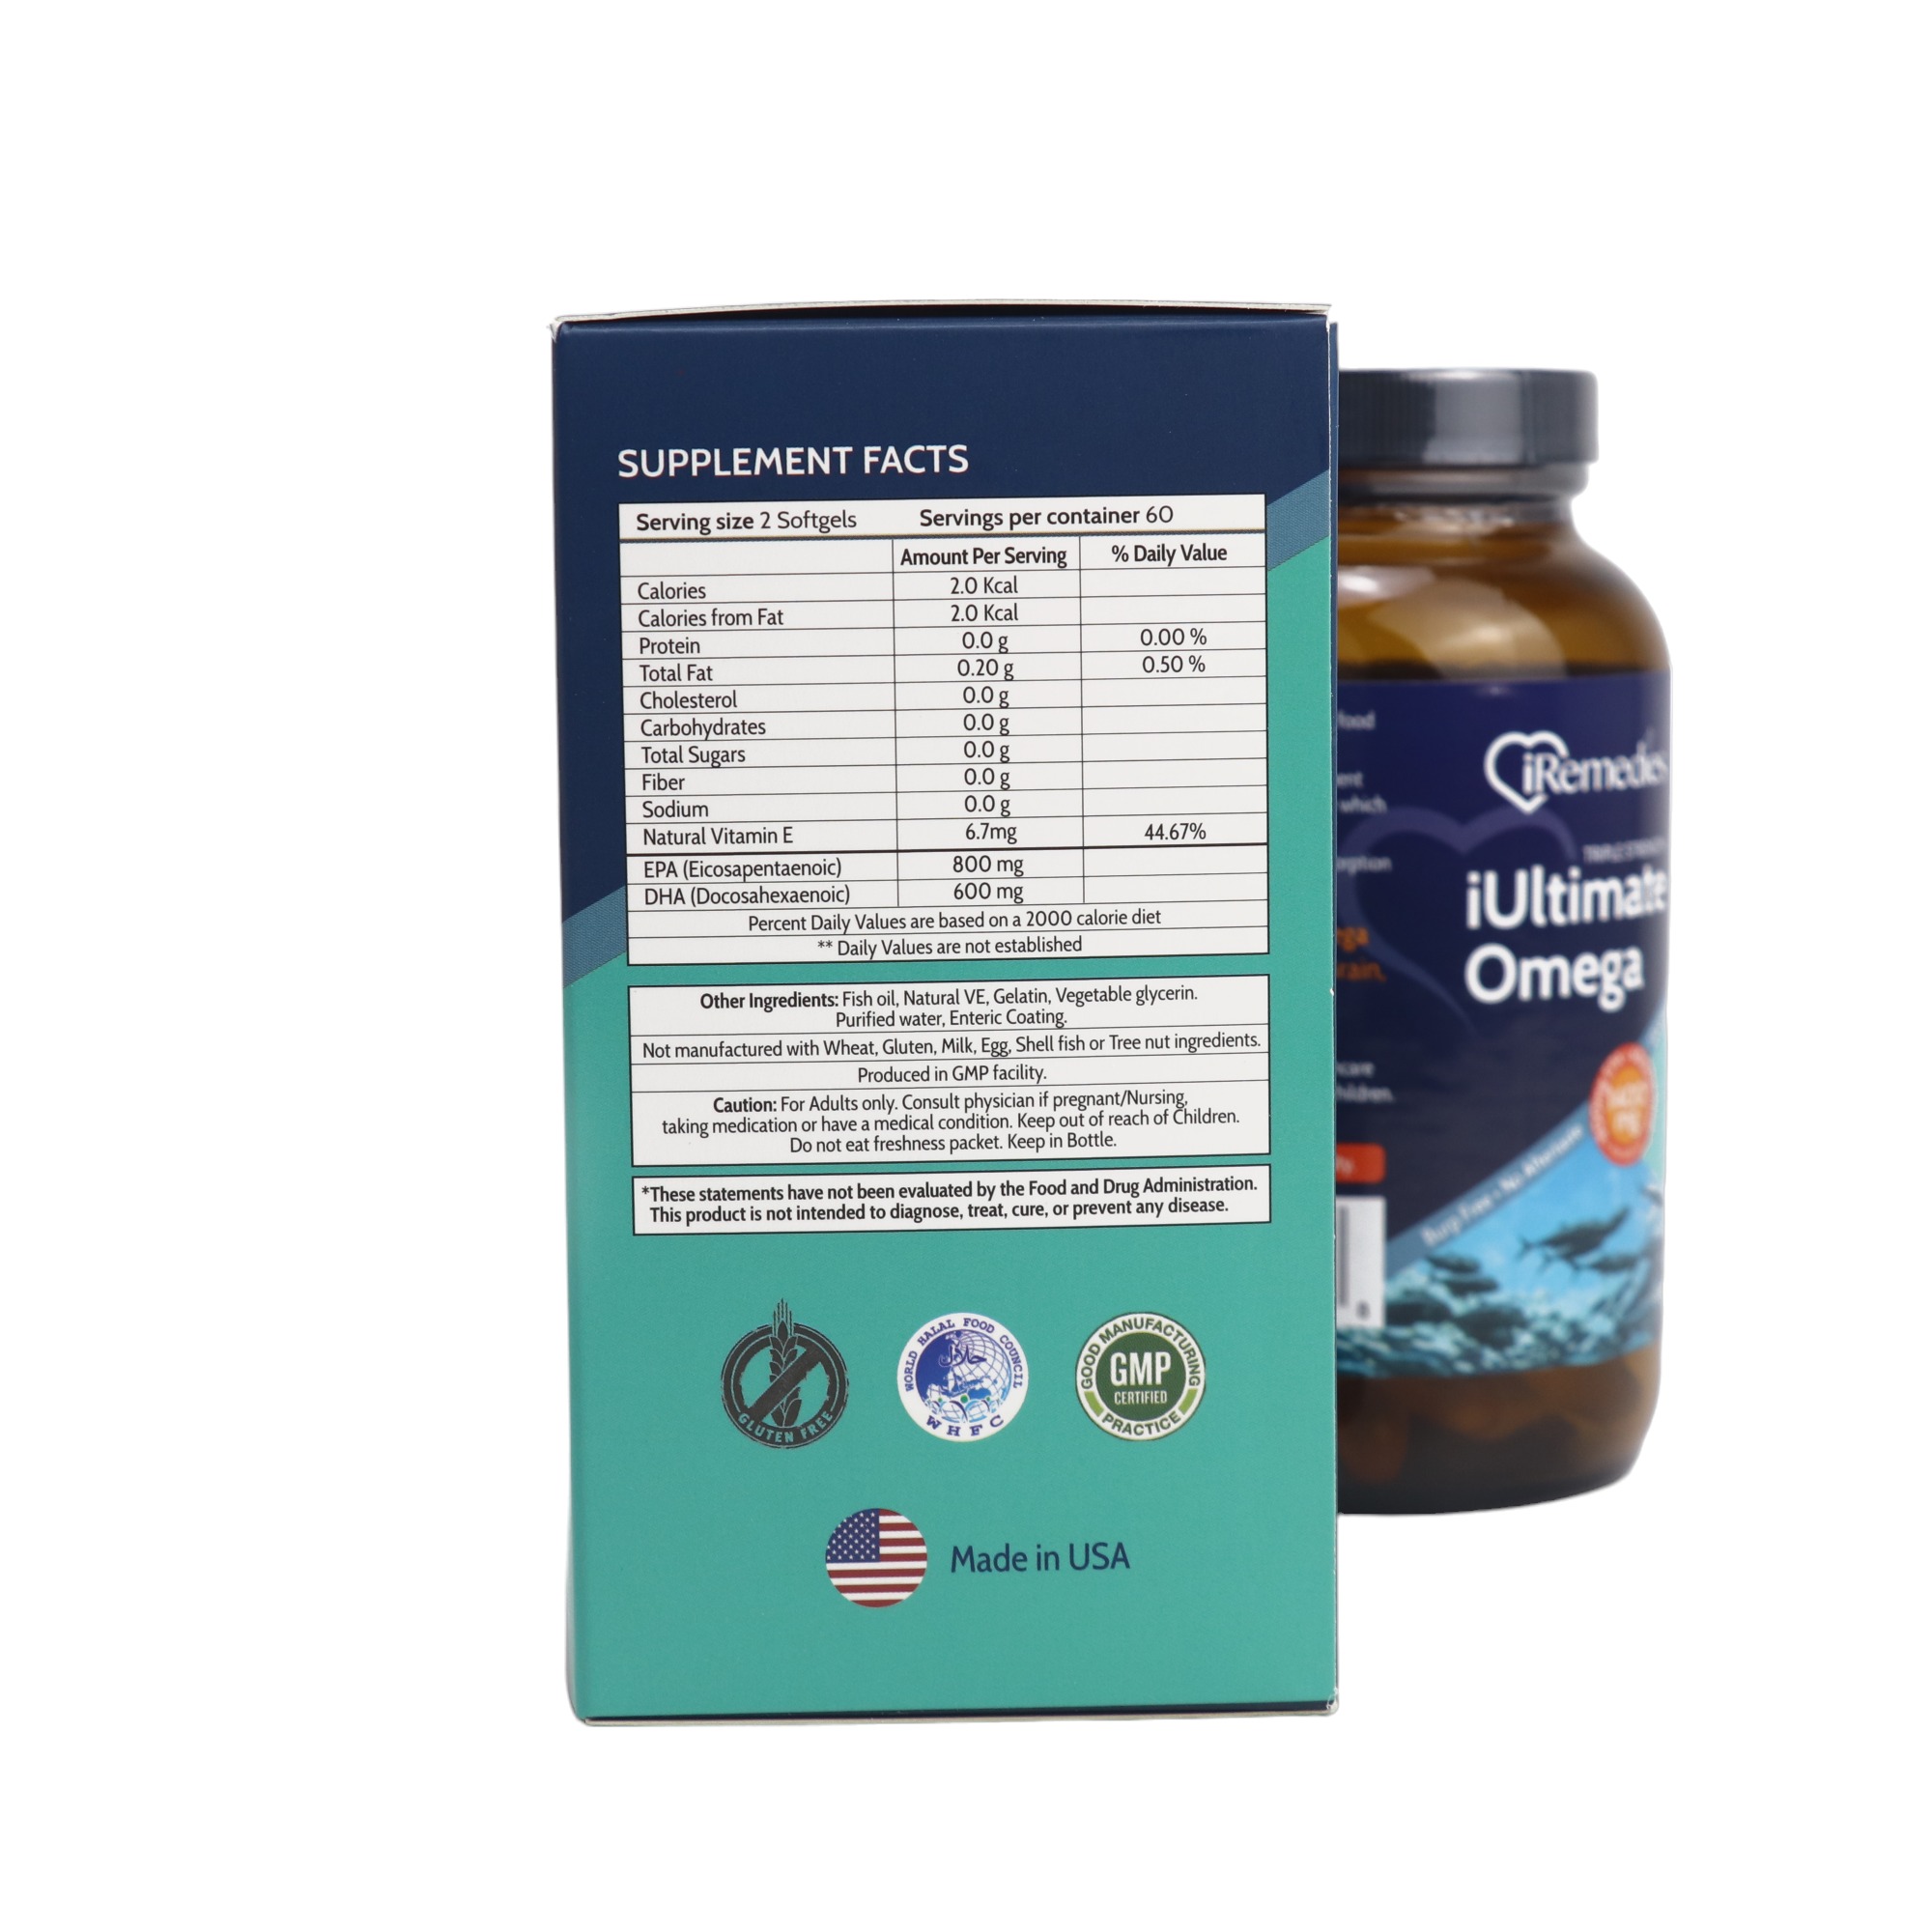 SUPPLEMENT FACTS
Serving size 2 Softgels Servings per container 60
Amount Per Serving % Daily Value
Calories 2.0 Kcal
Calories from Fat 2.0 Kcal
Protein 0.0 g 0.00 %
Total Fat 0.20 g 0.50 %
Cholesterol 0.0 g
Carbohydrates 0.0 g
Total Sugars 0.0 g
Fiber 0.0 g
Sodium 0.0 g
Natural Vitamin E 6.7mg 44.67%
EPA (Eicosapentaenoic) 800 mg
DHA (Docosahexaenoic) 600 mg
Percent Daily Values are based on a 2000 calorie diet
** Daily Values are not established
Other Ingredients: Fish oil, Natural VE, Gelatin, Vegetable glycerin.
Purified water, Enteric Coating.
Not manufactured with Wheat, Gluten, Milk, Egg, Shell fish or Tree nut ingredients.
Produced in GMP facility.
Caution: For Adults only. Consult physician if pregnant/Nursing,
taking medication or have a medical condition. Keep out of reach of Children.
Do not eat freshness packet. Keep in Bottle.
*These statements have not been evaluated by the Food and Drug Administration.
This product is not intended to diagnose, treat, cure, or prevent any disease.
GLUTEN FREE
WORLD HALAL FOOD COUNCIL
حلال
WHFC
GOOD MANUFACTURING
GMP
CERTIFIED
PRACTICE
Made in USA
iRemedies
iUltimate
Omega
Burp Free • No Aftertaste
which
8